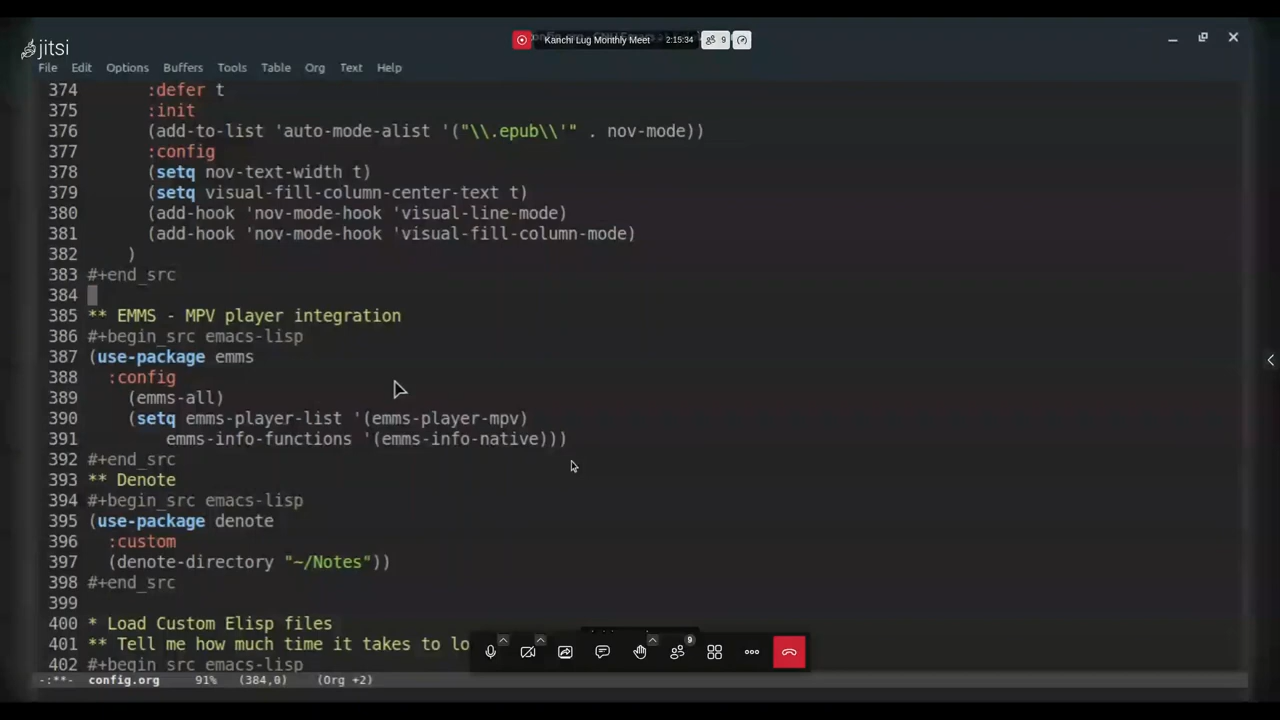 jitsi
Kanchi Lug Monthly Meet 2:15:34 9
File Edit Options Buffers Tools Table Org Text Help
374 :defer t
375 :init
376 (add-to-list 'auto-mode-alist '("\\.epub\\'" . nov-mode))
377 :config
378 (setq nov-text-width t)
379 (setq visual-fill-column-center-text t)
380 (add-hook 'nov-mode-hook 'visual-line-mode)
381 (add-hook 'nov-mode-hook 'visual-fill-column-mode)
382 )
383 #+end_src
384
385 ** EMMS - MPV player integration
386 #+begin_src emacs-lisp
387 (use-package emms
388 :config
389 (emms-all)
390 (setq emms-player-list '(emms-player-mpv)
391 emms-info-functions '(emms-info-native)))
392 #+end_src
393 ** Denote
394 #+begin_src emacs-lisp
395 (use-package denote
396 :custom
397 (denote-directory "~/Notes"))
398 #+end_src
399
400 * Load Custom Elisp files
401 ** Tell me how much time it takes to lo
402 #+begin_src emacs-lisp
9
-:**- config.org 91% (384,0) (Org +2)